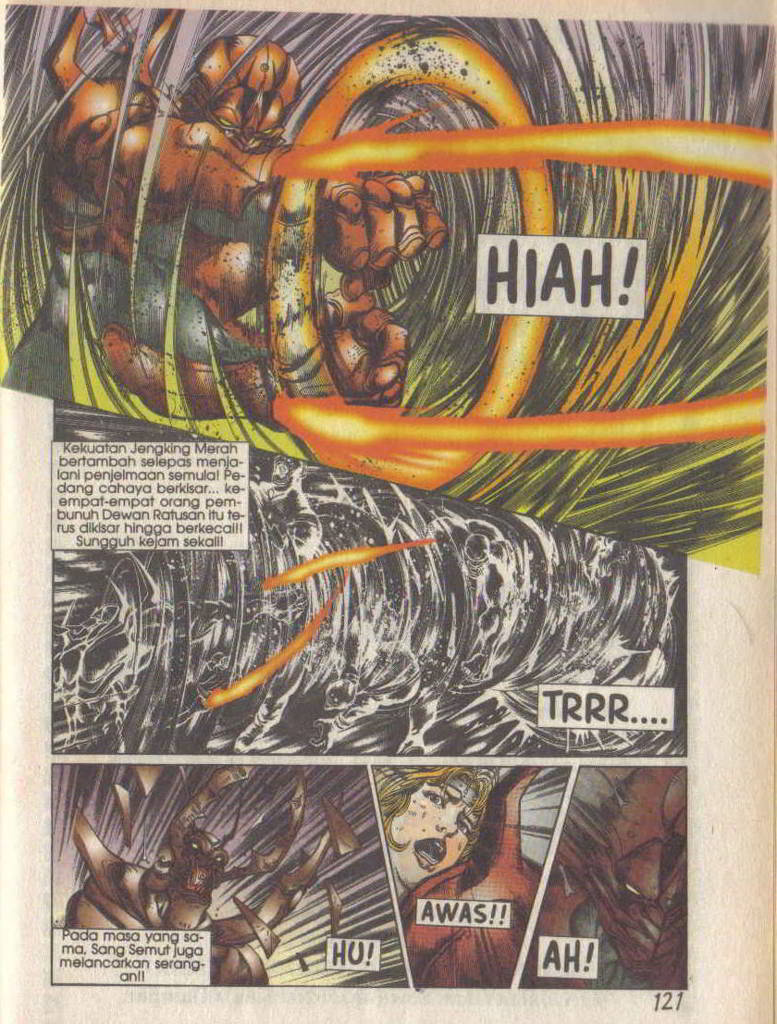 HIAH!
Kekuatan Jengking Merah
bertambah selepas menja-
lani penjelmaan semula! Pe-
dang cahaya berkisar... ke-
empat-empat orang pem-
bunuh Dewan Ratusan itu te-
rus dikisar hingga berkecai!!
Sungguh kejam sekali!
TRRR....
Pada masa yang sa-
ma, Sang Semut juga
melancarkan serang-
an!!
HU!
AWAS!!
AH!
121